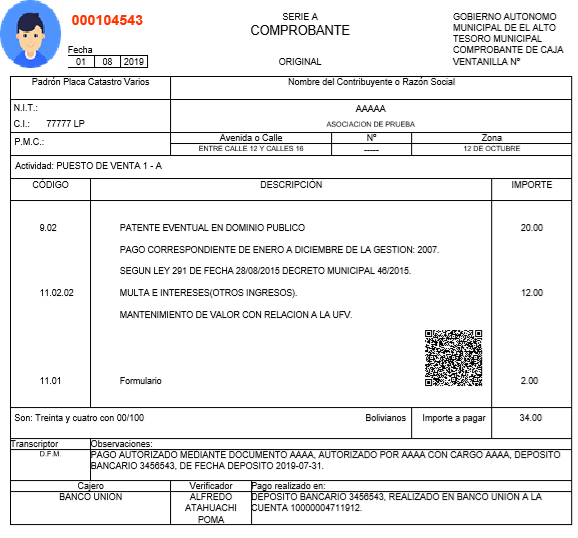 000104543
SERIE A
COMPROBANTE
ORIGINAL
GOBIERNO AUTONOMO
MUNICIPAL DE EL ALTO
TESORO MUNICIPAL
COMPROBANTE DE CAJA
VENTANILLA Nº
Fecha
01 08 2019
Padrón Placa Catastro Varios
Nombre del Contribuyente o Razón Social
N.I.T.:
AAAAA
C.I.: 77777 LP
ASOCIACION DE PRUEBA
P.M.C.:
Avenida o Calle Nº Zona
ENTRE CALLE 12 Y CALLES 16 ----- 12 DE OCTUBRE
Actividad: PUESTO DE VENTA 1 - A
CÓDIGO DESCRIPCIÓN IMPORTE
9.02 PATENTE EVENTUAL EN DOMINIO PUBLICO 20.00
PAGO CORRESPONDIENTE DE ENERO A DICIEMBRE DE LA GESTION: 2007.
SEGUN LEY 291 DE FECHA 28/08/2015 DECRETO MUNICIPAL 46/2015.
11.02.02 MULTA E INTERESES(OTROS INGRESOS). 12.00
MANTENIMIENTO DE VALOR CON RELACION A LA UFV.
11.01 Formulario 2.00
Son: Treinta y cuatro con 00/100 Bolivianos Importe a pagar 34.00
Transcriptor Observaciones:
D.F.M.
PAGO AUTORIZADO MEDIANTE DOCUMENTO AAAA, AUTORIZADO POR AAAA CON CARGO AAAA, DEPOSITO
BANCARIO 3456543, DE FECHA DEPOSITO 2019-07-31.
Cajero Verificador Pago realizado en:
BANCO UNION
ALFREDO
ATAHUACHI
POMA
DEPOSITO BANCARIO 3456543, REALIZADO EN BANCO UNION A LA
CUENTA 10000004711912.